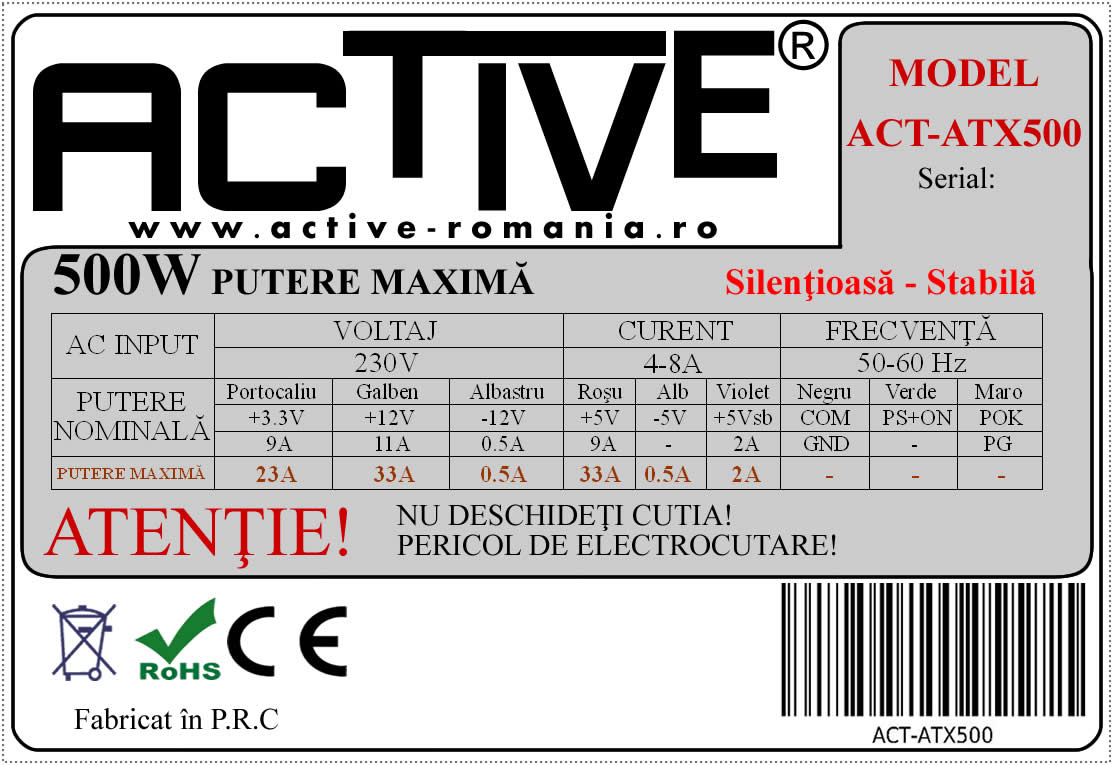 ACTIVE®
www.active-romania.ro
MODEL
ACT-ATX500
Serial:
500W PUTERE MAXIMĂ
Silenţioasă - Stabilă
AC INPUT VOLTAJ CURENT FRECVENŢĂ
230V 4-8A 50-60 Hz
PUTERE NOMINALĂ Portocaliu Galben Albastru Roşu Alb Violet Negru Verde Maro
+3.3V +12V -12V +5V -5V +5Vsb COM PS+ON POK
9A 11A 0.5A 9A - 2A GND - PG
PUTERE MAXIMĂ 23A 33A 0.5A 33A 0.5A 2A - - -
ATENŢIE!
NU DESCHIDEŢI CUTIA!
PERICOL DE ELECTROCUTARE!
RoHS
CE
Fabricat în P.R.C
ACT-ATX500